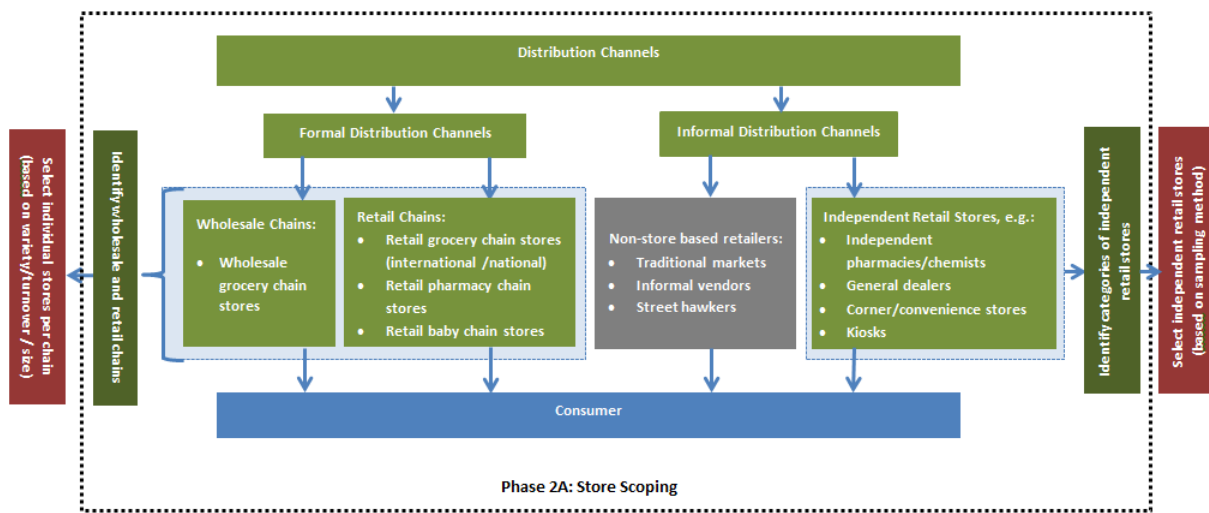 Distribution Channels
Formal Distribution Channels
Informal Distribution Channels
Select individual stores per chain
(based on variety/turnover / size)
Identify wholesale and retail chains
Wholesale Chains:
• Wholesale
grocery chain
stores
Retail Chains:
• Retail grocery chain stores
(international /national)
• Retail pharmacy chain
stores
• Retail baby chain stores
Non-store based retailers:
• Traditional markets
• Informal vendors
• Street hawkers
Independent Retail Stores, e.g.:
• Independent
pharmacies/chemists
• General dealers
• Corner/convenience stores
• Kiosks
Identify categories of independent
retail stores
Select independent retail stores
(based on sampling method)
Consumer
Phase 2A: Store Scoping